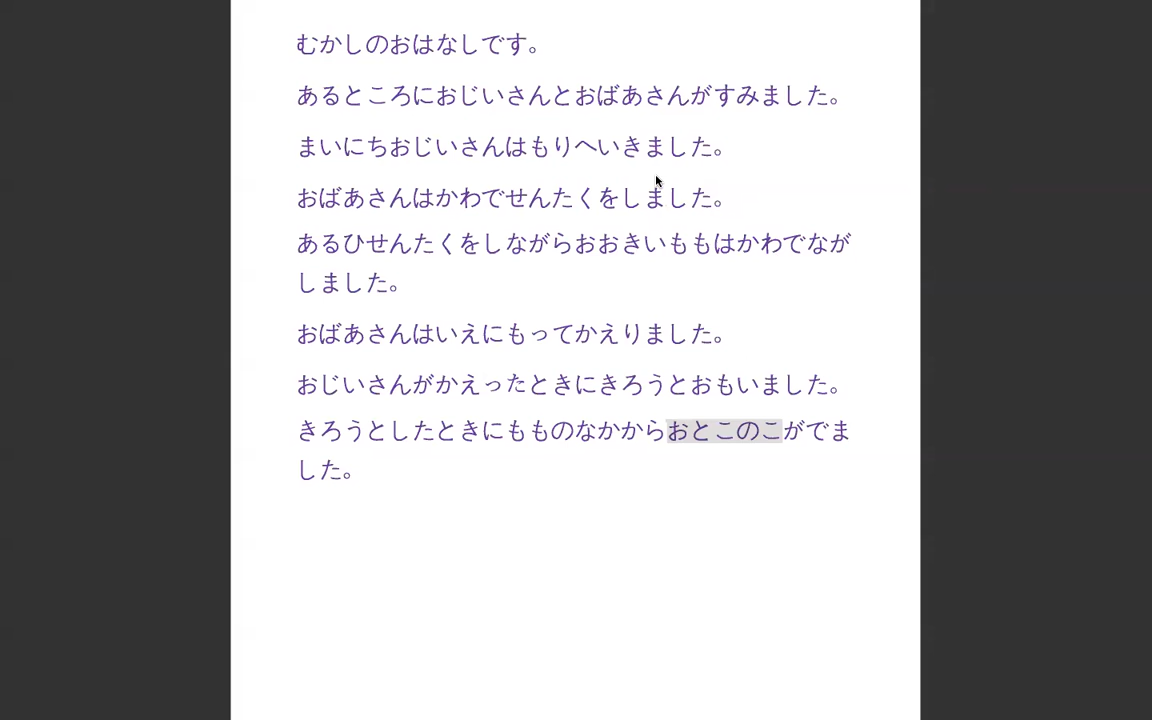 むかしのおはなしです。
あるところにおじいさんとおばあさんがすみました。
まいにちおじいさんはもりへいきました。
おばあさんはかわでせんたくをしました。
あるひせんたくをしながらおおきいももはかわでなが
しました。
おばあさんはいえにもってかえりました。
おじいさんがかえったときにきろうとおもいました。
きろうとしたときにもものなかからおとこのこがでま
した。